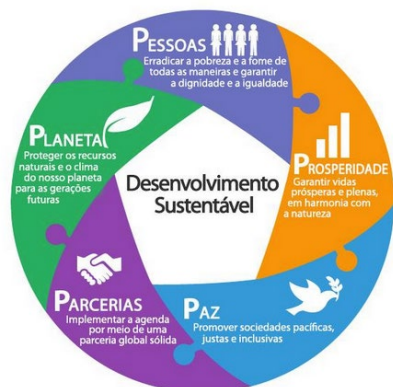 PESSOAS
Erradicar a pobreza e a fome de
todas as maneiras e garantir
a dignidade e a igualdade
PROSPERIDADE
Garantir vidas
prósperas e plenas,
em harmonia com
a natureza
PAZ
Promover sociedades pacíficas,
justas e inclusivas
PARCERIAS
Implementar a agenda
por meio de uma
parceria global sólida
PLANETA
Proteger os recursos
naturais e o clima
do nosso planeta
para as gerações
futuras
Desenvolvimento
Sustentável